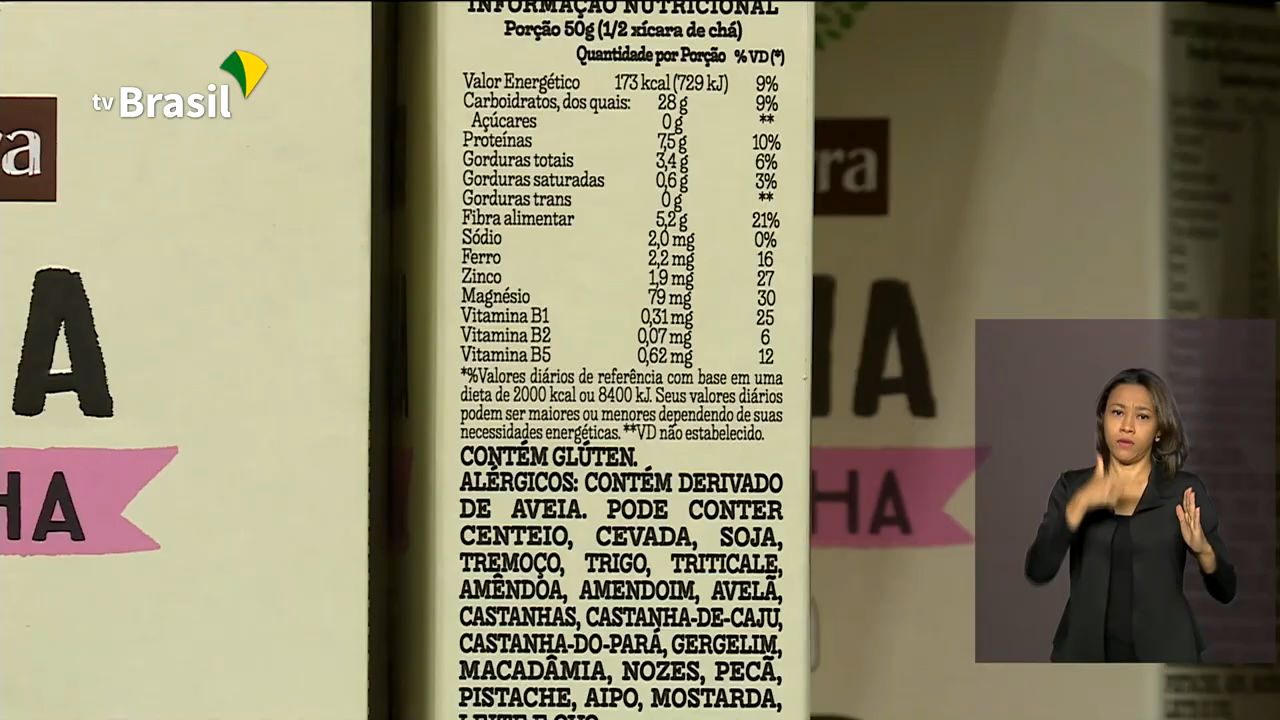 tv Brasil
INFORMAÇÃO NUTRICIONAL
Porção 50g (1/2 xícara de chá)
Quantidade por Porção % VD (*)
Valor Energético 173 kcal (729 kJ) 9%
Carboidratos, dos quais: 28 g 9%
Açúcares 0 g **
Proteínas 7,5 g 10%
Gorduras totais 3,4 g 6%
Gorduras saturadas 0,6 g 3%
Gorduras trans 0 g **
Fibra alimentar 5,2 g 21%
Sódio 2,0 mg 0%
Ferro 2,2 mg 16
Zinco 1,9 mg 27
Magnésio 79 mg 30
Vitamina B1 0,31 mg 25
Vitamina B2 0,07 mg 6
Vitamina B5 0,62 mg 12
*%Valores diários de referência com base em uma
dieta de 2000 kcal ou 8400 kJ. Seus valores diários
podem ser maiores ou menores dependendo de suas
necessidades energéticas. **VD não estabelecido.
CONTÉM GLÚTEN.
ALÉRGICOS: CONTÉM DERIVADO
DE AVEIA. PODE CONTER
CENTEIO, CEVADA, SOJA,
TREMOÇO, TRIGO, TRITICALE,
AMÊNDOA, AMENDOIM, AVELÃ,
CASTANHAS, CASTANHA-DE-CAJU,
CASTANHA-DO-PARÁ, GERGELIM,
MACADÂMIA, NOZES, PECÃ,
PISTACHE, AIPO, MOSTARDA,
LEITE E OVO.
ra
A
HA
ra
IA
HA